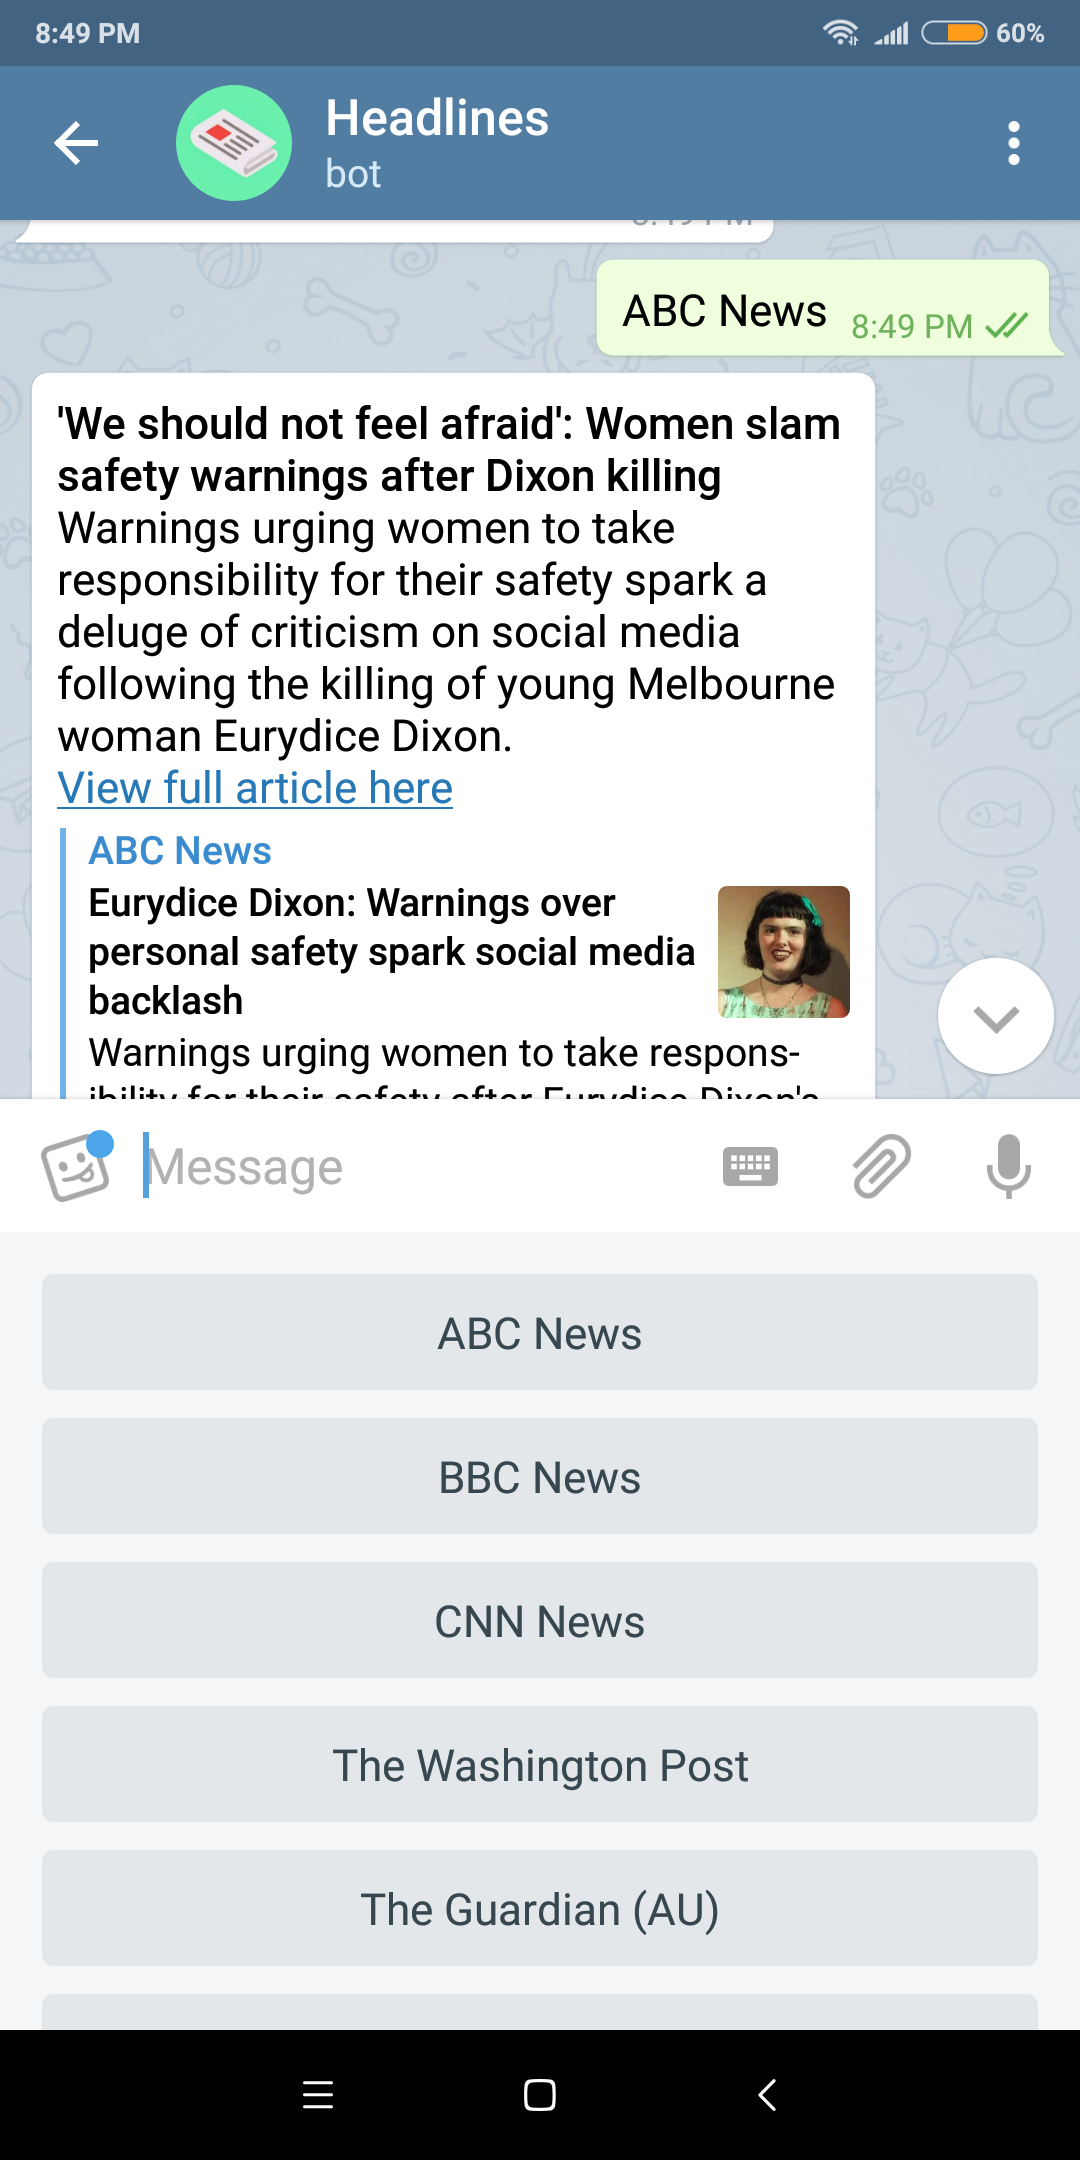 8:49 PM
60%
Headlines
bot
ABC News 8:49 PM
'We should not feel afraid': Women slam
safety warnings after Dixon killing
Warnings urging women to take
responsibility for their safety spark a
deluge of criticism on social media
following the killing of young Melbourne
woman Eurydice Dixon.
View full article here
ABC News
Eurydice Dixon: Warnings over
personal safety spark social media
backlash
Warnings urging women to take respons-
ibility for their safety after Eurydice Dixon's
Message
ABC News
BBC News
CNN News
The Washington Post
The Guardian (AU)